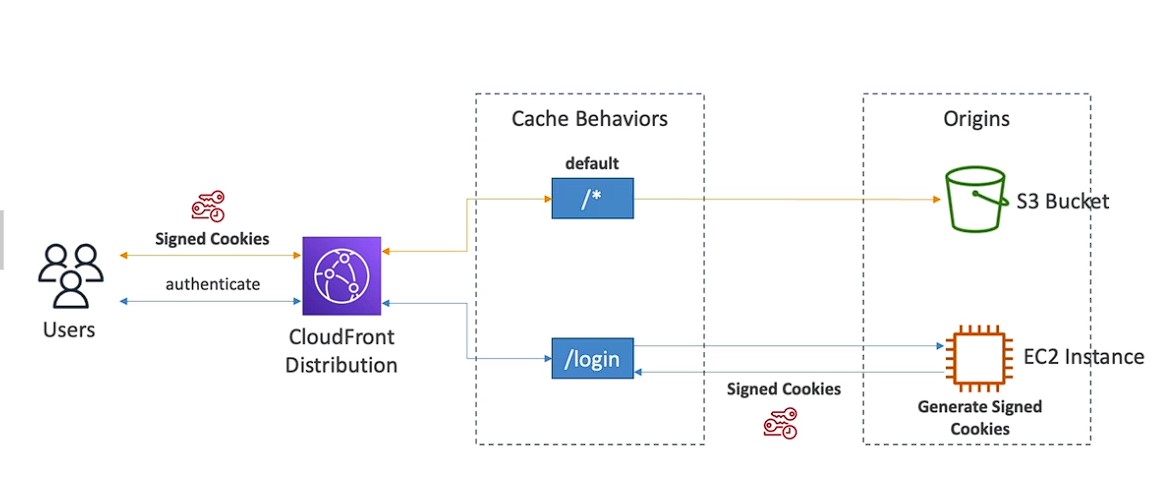 Cache Behaviors
Origins
default
/*
S3 Bucket
Signed Cookies
authenticate
Users
CloudFront
Distribution
/login
EC2 Instance
Signed Cookies
Generate Signed
Cookies